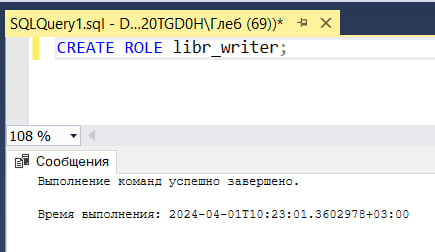 SQLQuery1.sql - D...20TGD0H\Глеб (69))*
CREATE ROLE libr_writer;
108 %
Сообщения
Выполнение команд успешно завершено.
Время выполнения: 2024-04-01T10:23:01.3602978+03:00